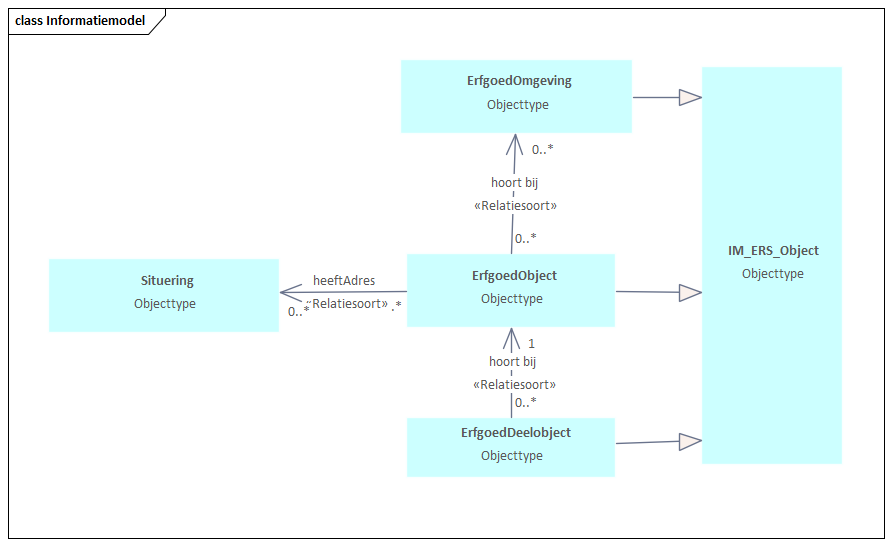 class Informatiemodel
ErfgoedOmgeving
Objecttype
0..*
hoort bij
«Relatiesoort»
0..*
IM_ERS_Object
Objecttype
Situering
Objecttype
heeftAdres
«Relatiesoort»
0..*
.*
ErfgoedObject
Objecttype
1
hoort bij
«Relatiesoort»
0..*
ErfgoedDeelobject
Objecttype